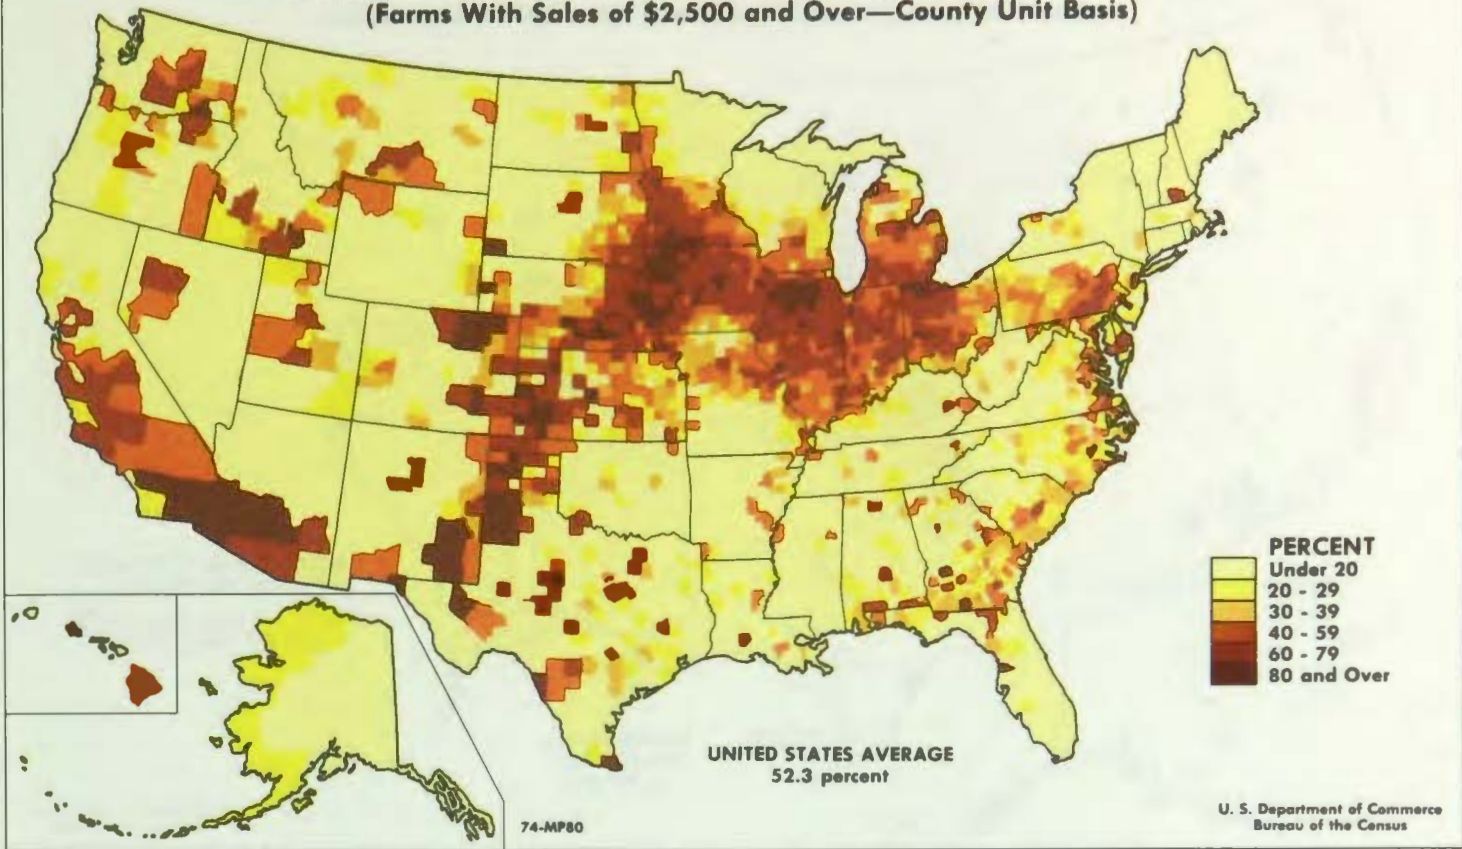 (Farms With Sales of $2,500 and Over—County Unit Basis)
PERCENT
Under 20
20 - 29
30 - 39
40 - 59
60 - 79
80 and Over
UNITED STATES AVERAGE
52.3 percent
74-MP80
U. S. Department of Commerce
Bureau of the Census